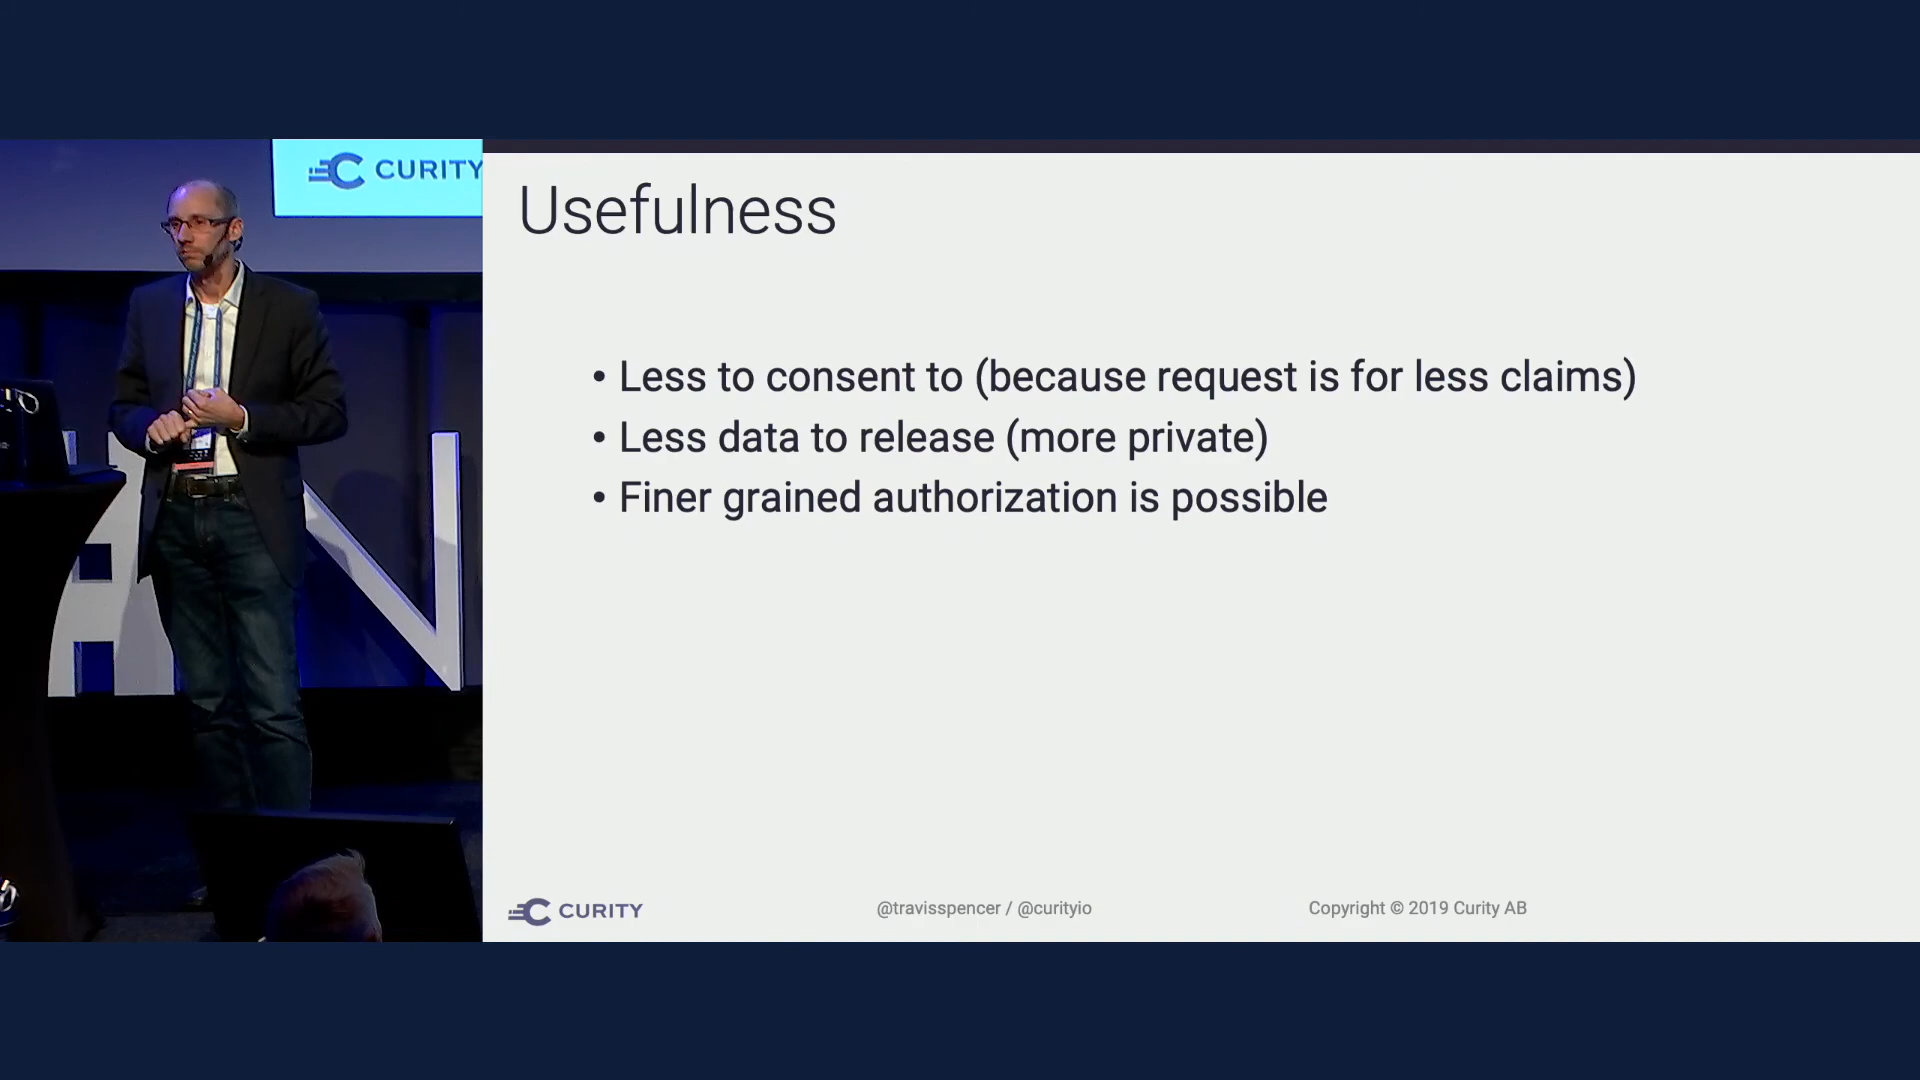 CURITY
Usefulness
• Less to consent to (because request is for less claims)
• Less data to release (more private)
• Finer grained authorization is possible
CURITY
@travisspencer / @curityio
Copyright © 2019 Curity AB